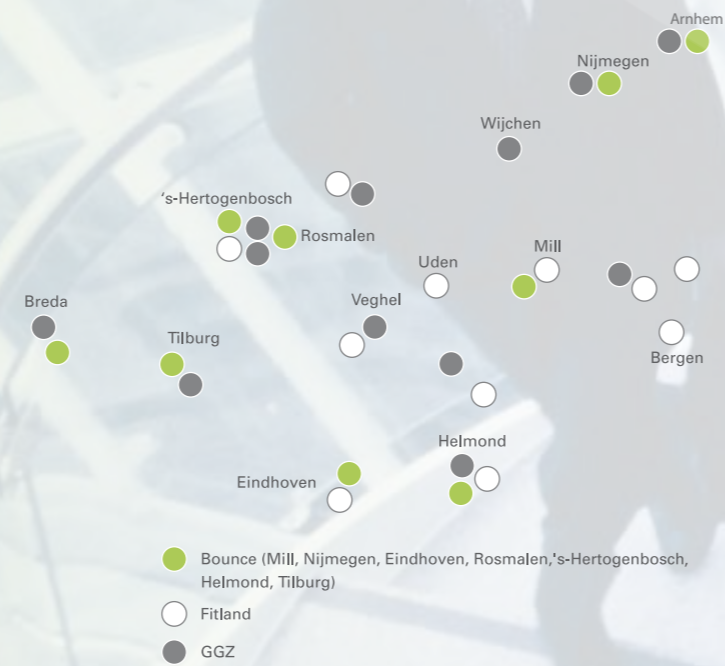 Arnhem
Nijmegen
Wijchen
‘s-Hertogenbosch
Rosmalen
Mill
Uden
Breda
Veghel
Tilburg
Bergen
Helmond
Eindhoven
Bounce (Mill, Nijmegen, Eindhoven, Rosmalen,'s-Hertogenbosch,
Helmond, Tilburg)
Fitland
GGZ